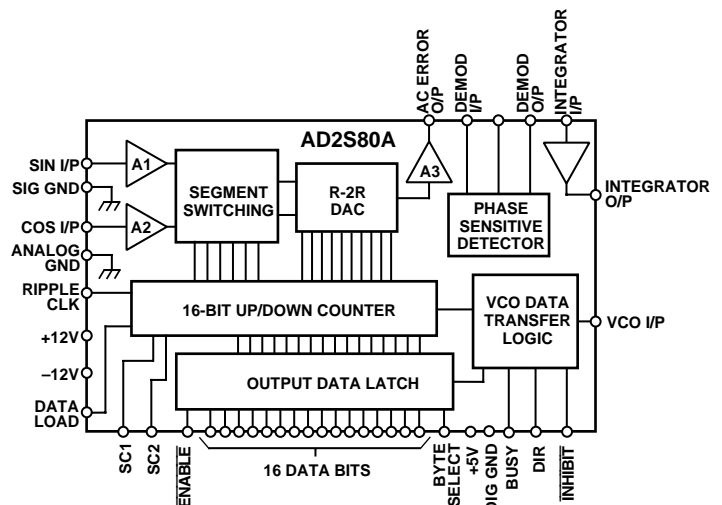 AC ERROR
O/P
DEMOD
I/P
DEMOD
O/P
INTEGRATOR
I/P
AD2S80A
SIN I/P
A1
SIG GND
SEGMENT
SWITCHING
R-2R
DAC
A3
INTEGRATOR
O/P
COS I/P
A2
PHASE
SENSITIVE
DETECTOR
ANALOG
GND
RIPPLE
CLK
16-BIT UP/DOWN COUNTER
VCO DATA
TRANSFER
LOGIC
VCO I/P
+12V
–12V
OUTPUT DATA LATCH
DATA
LOAD
SC1
SC2
ENABLE
16 DATA BITS
BYTE
SELECT
+5V
DIG GND
BUSY
DIR
INHIBIT